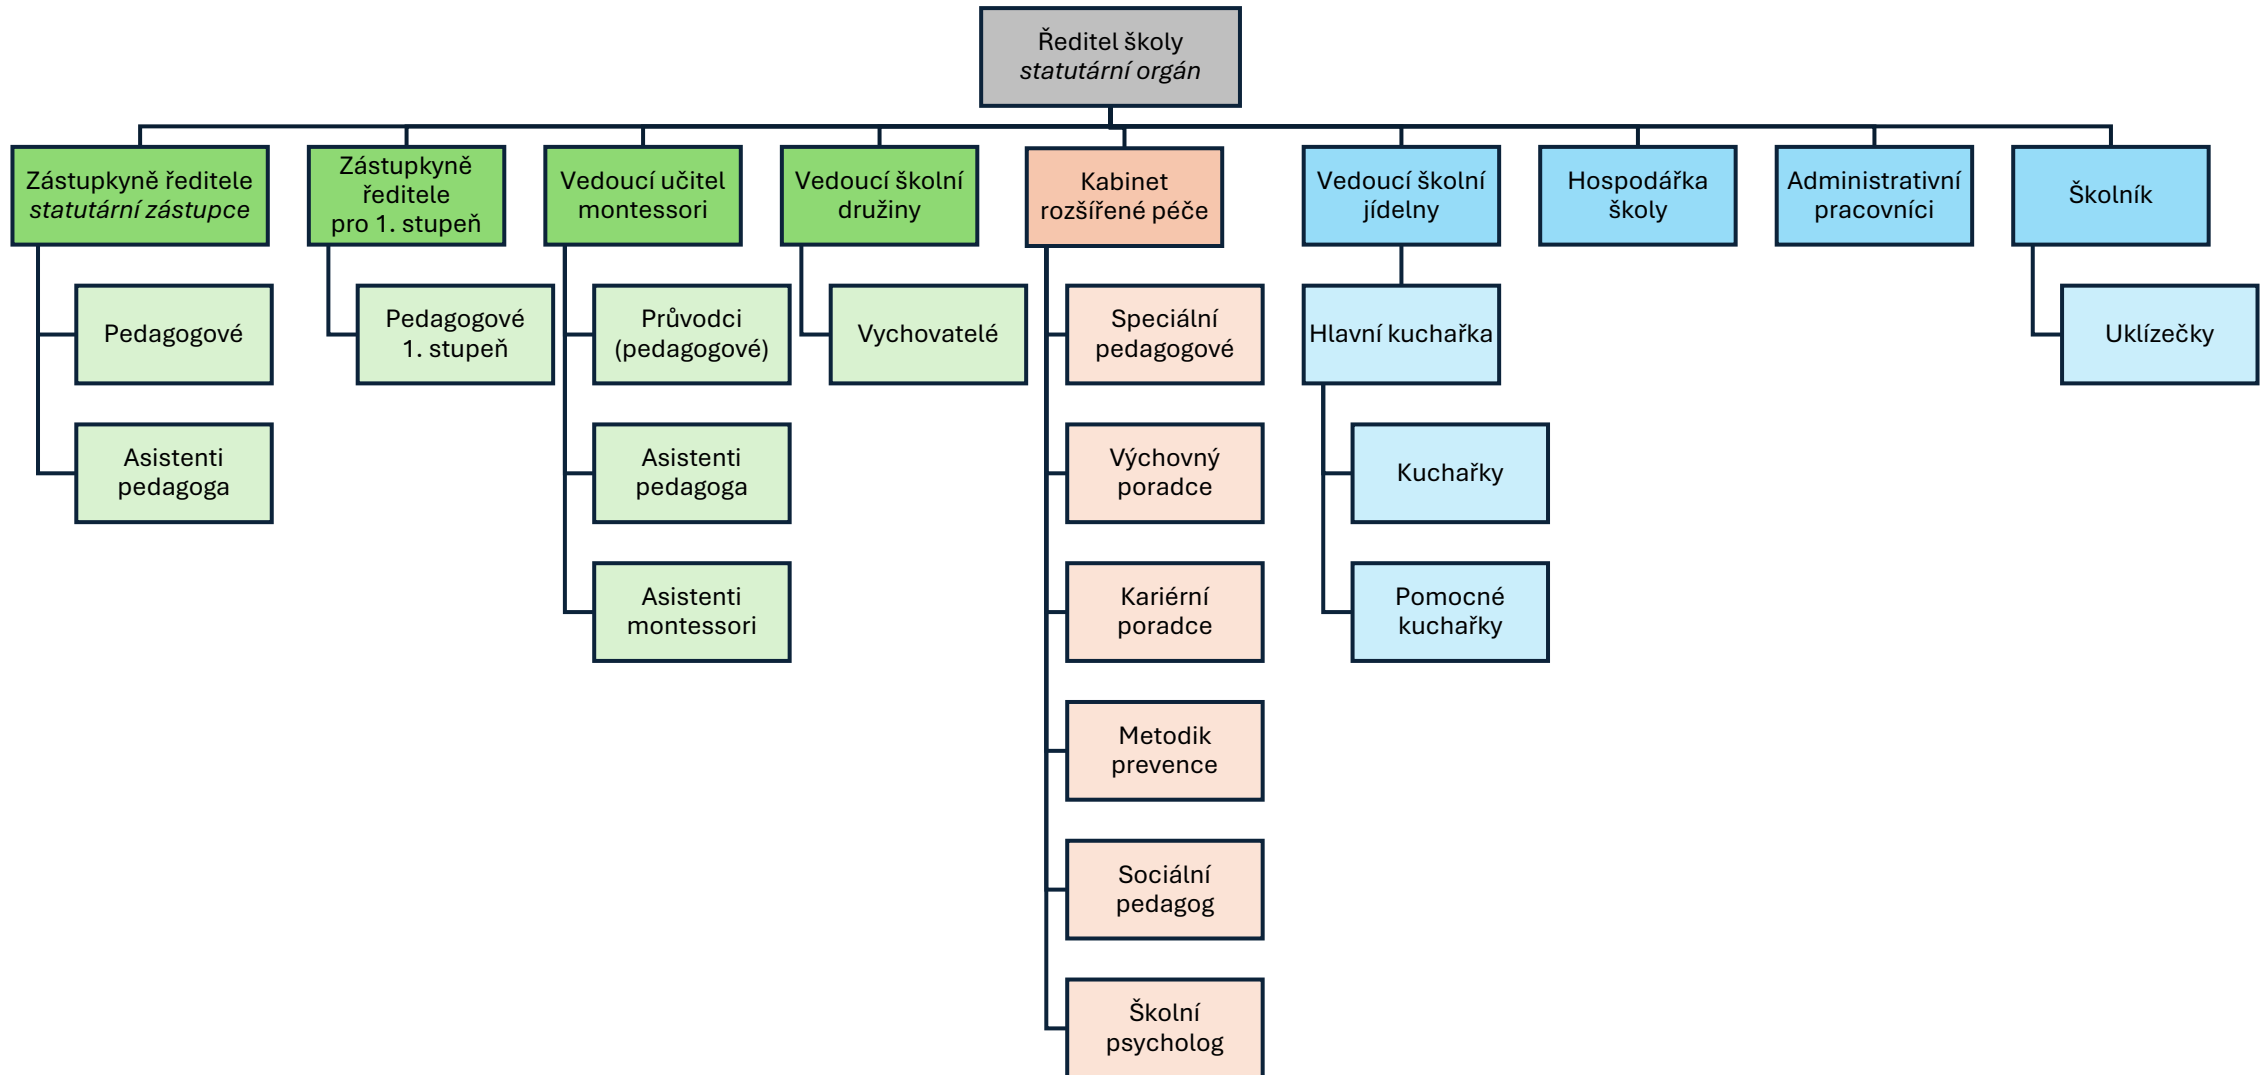 Ředitel školy
statutární orgán
Zástupkyně ředitele
statutární zástupce
Zástupkyně
ředitele
pro 1. stupeň
Vedoucí učitel
montessori
Vedoucí školní
družiny
Kabinet
rozšířené péče
Vedoucí školní
jídelny
Hospodářka
školy
Administrativní
pracovníci
Školník
Pedagogové
Pedagogové
1. stupeň
Průvodci
(pedagogové)
Vychovatelé
Speciální
pedagogové
Hlavní kuchařka
Uklízečky
Asistenti
pedagoga
Asistenti
pedagoga
Výchovný
poradce
Kuchařky
Asistenti
montessori
Kariérní
poradce
Pomocné
kuchařky
Metodik
prevence
Sociální
pedagog
Školní
psycholog